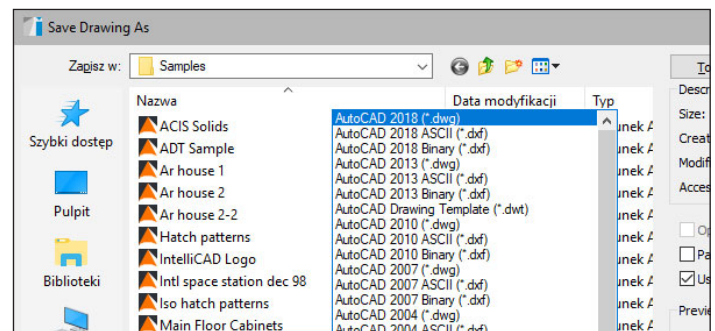 Save Drawing As
Zapisz w: Samples
Nazwa Data modyfikacji Typ
Szybki dostęp
Pulpit
Biblioteki
ACIS Solids
ADT Sample
Ar house 1
Ar house 2
Ar house 2-2
Hatch patterns
IntelliCAD Logo
Intl space station dec 98
Iso hatch patterns
Main Floor Cabinets
AutoCAD 2018 (*.dwg)
AutoCAD 2018 ASCII (*.dxf)
AutoCAD 2018 Binary (*.dxf)
AutoCAD 2013 (*.dwg)
AutoCAD 2013 ASCII (*.dxf)
AutoCAD 2013 Binary (*.dxf)
AutoCAD Drawing Template (*.dwt)
AutoCAD 2010 (*.dwg)
AutoCAD 2010 ASCII (*.dxf)
AutoCAD 2010 Binary (*.dxf)
AutoCAD 2007 (*.dwg)
AutoCAD 2007 ASCII (*.dxf)
AutoCAD 2007 Binary (*.dxf)
AutoCAD 2004 (*.dwg)
AutoCAD 2004 ASCII (*.dxf)
Size: